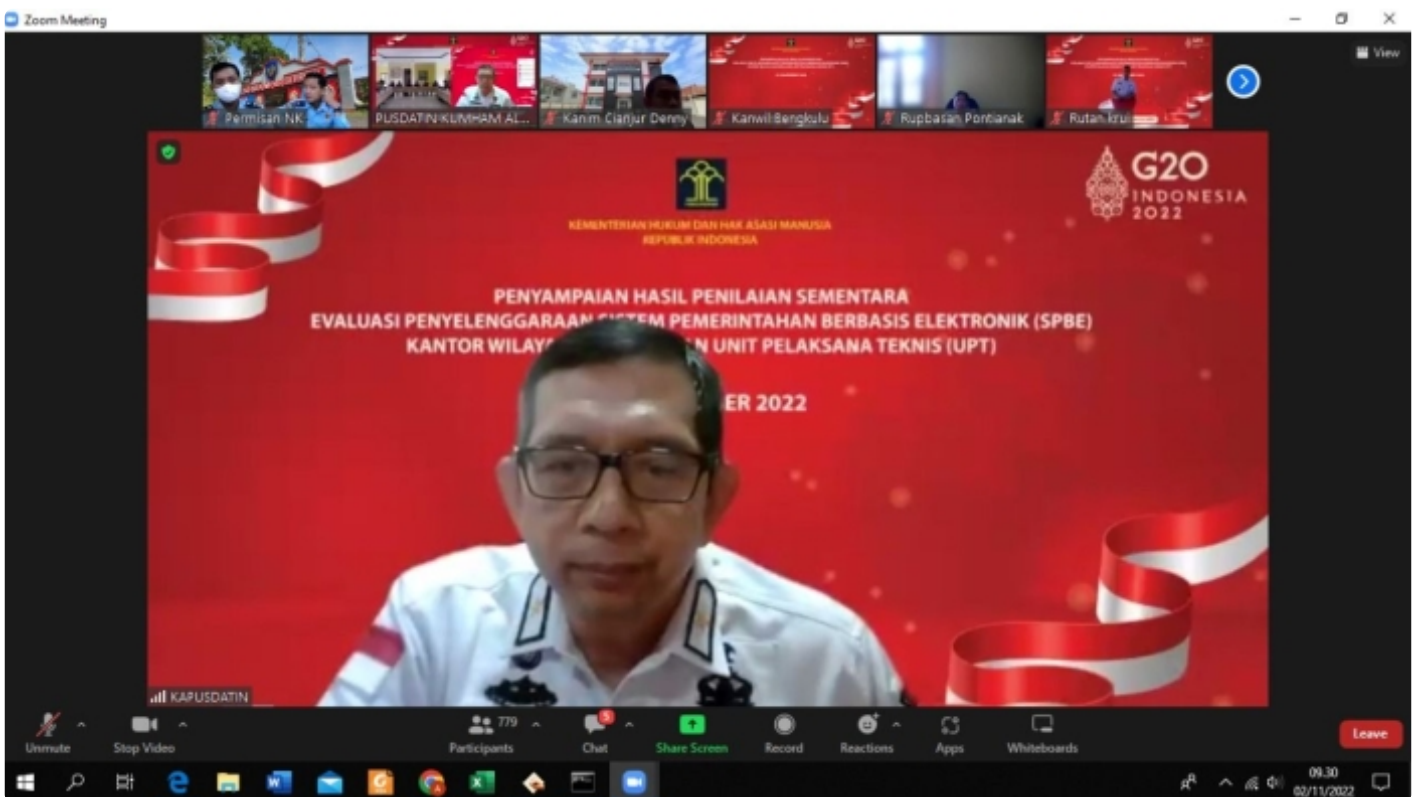 Zoom Meeting
View
Permisan NK
PUSDATIN KUMHAM AL...
Kanim Cianjur Denny
Kanwil Bengkulu
Rupbasan Pontianak
Rutan krui
G20
INDONESIA
2022
KEMENTERIAN HUKUM DAN HAK ASASI MANUSIA
REPUBLIK INDONESIA
PENYAMPAIAN HASIL PENILAIAN SEMENTARA
EVALUASI PENYELENGGARAAN SISTEM PEMERINTAHAN BERBASIS ELEKTRONIK (SPBE)
KANTOR WILAY UNIT PELAKSANA TEKNIS (UPT)
ER 2022
KAPUSDATIN
Unmute
Stop Video
779
Participants
5
Chat
Share Screen
Record
Reactions
Apps
Whiteboards
Leave
09.30
02/11/2022